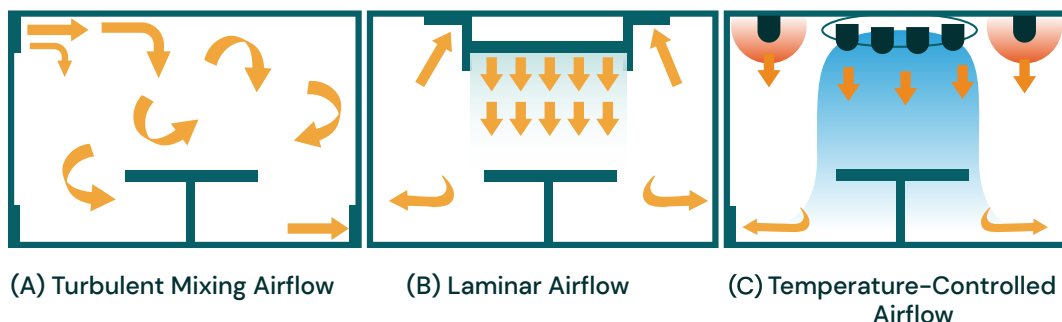 (A) Turbulent Mixing Airflow
(B) Laminar Airflow
(C) Temperature-Controlled
Airflow